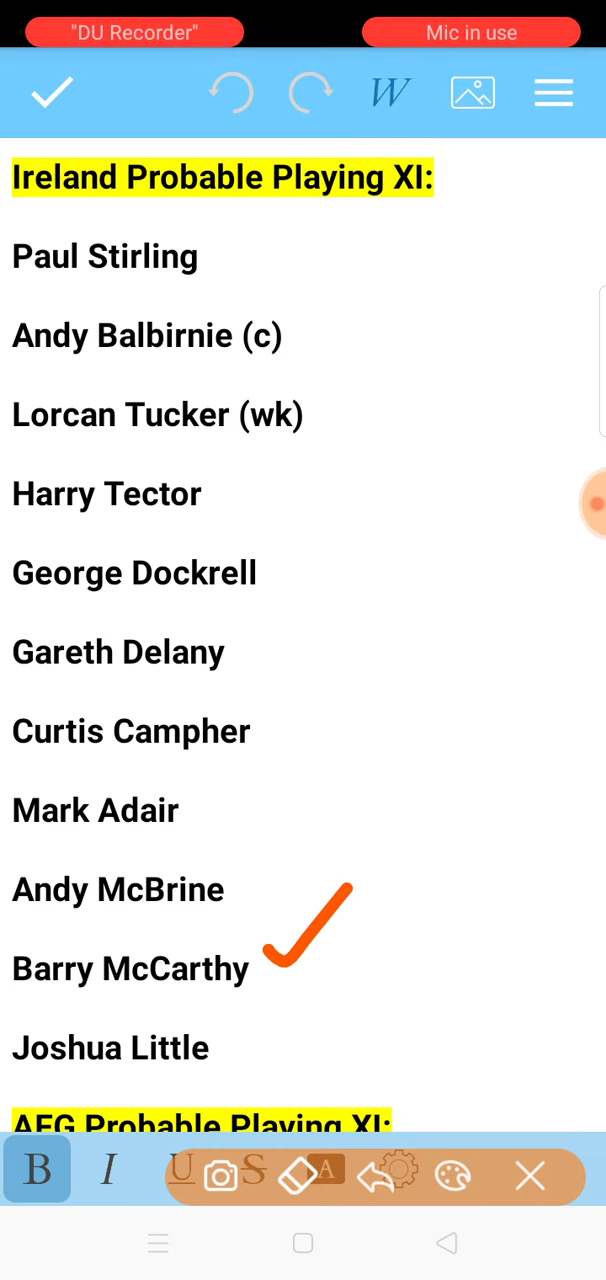 "DU Recorder" Mic in use
W
Ireland Probable Playing XI:
Paul Stirling
Andy Balbirnie (c)
Lorcan Tucker (wk)
Harry Tector
George Dockrell
Gareth Delany
Curtis Campher
Mark Adair
Andy McBrine
Barry McCarthy
Joshua Little
AFG Probable Playing XI:
B I U S A